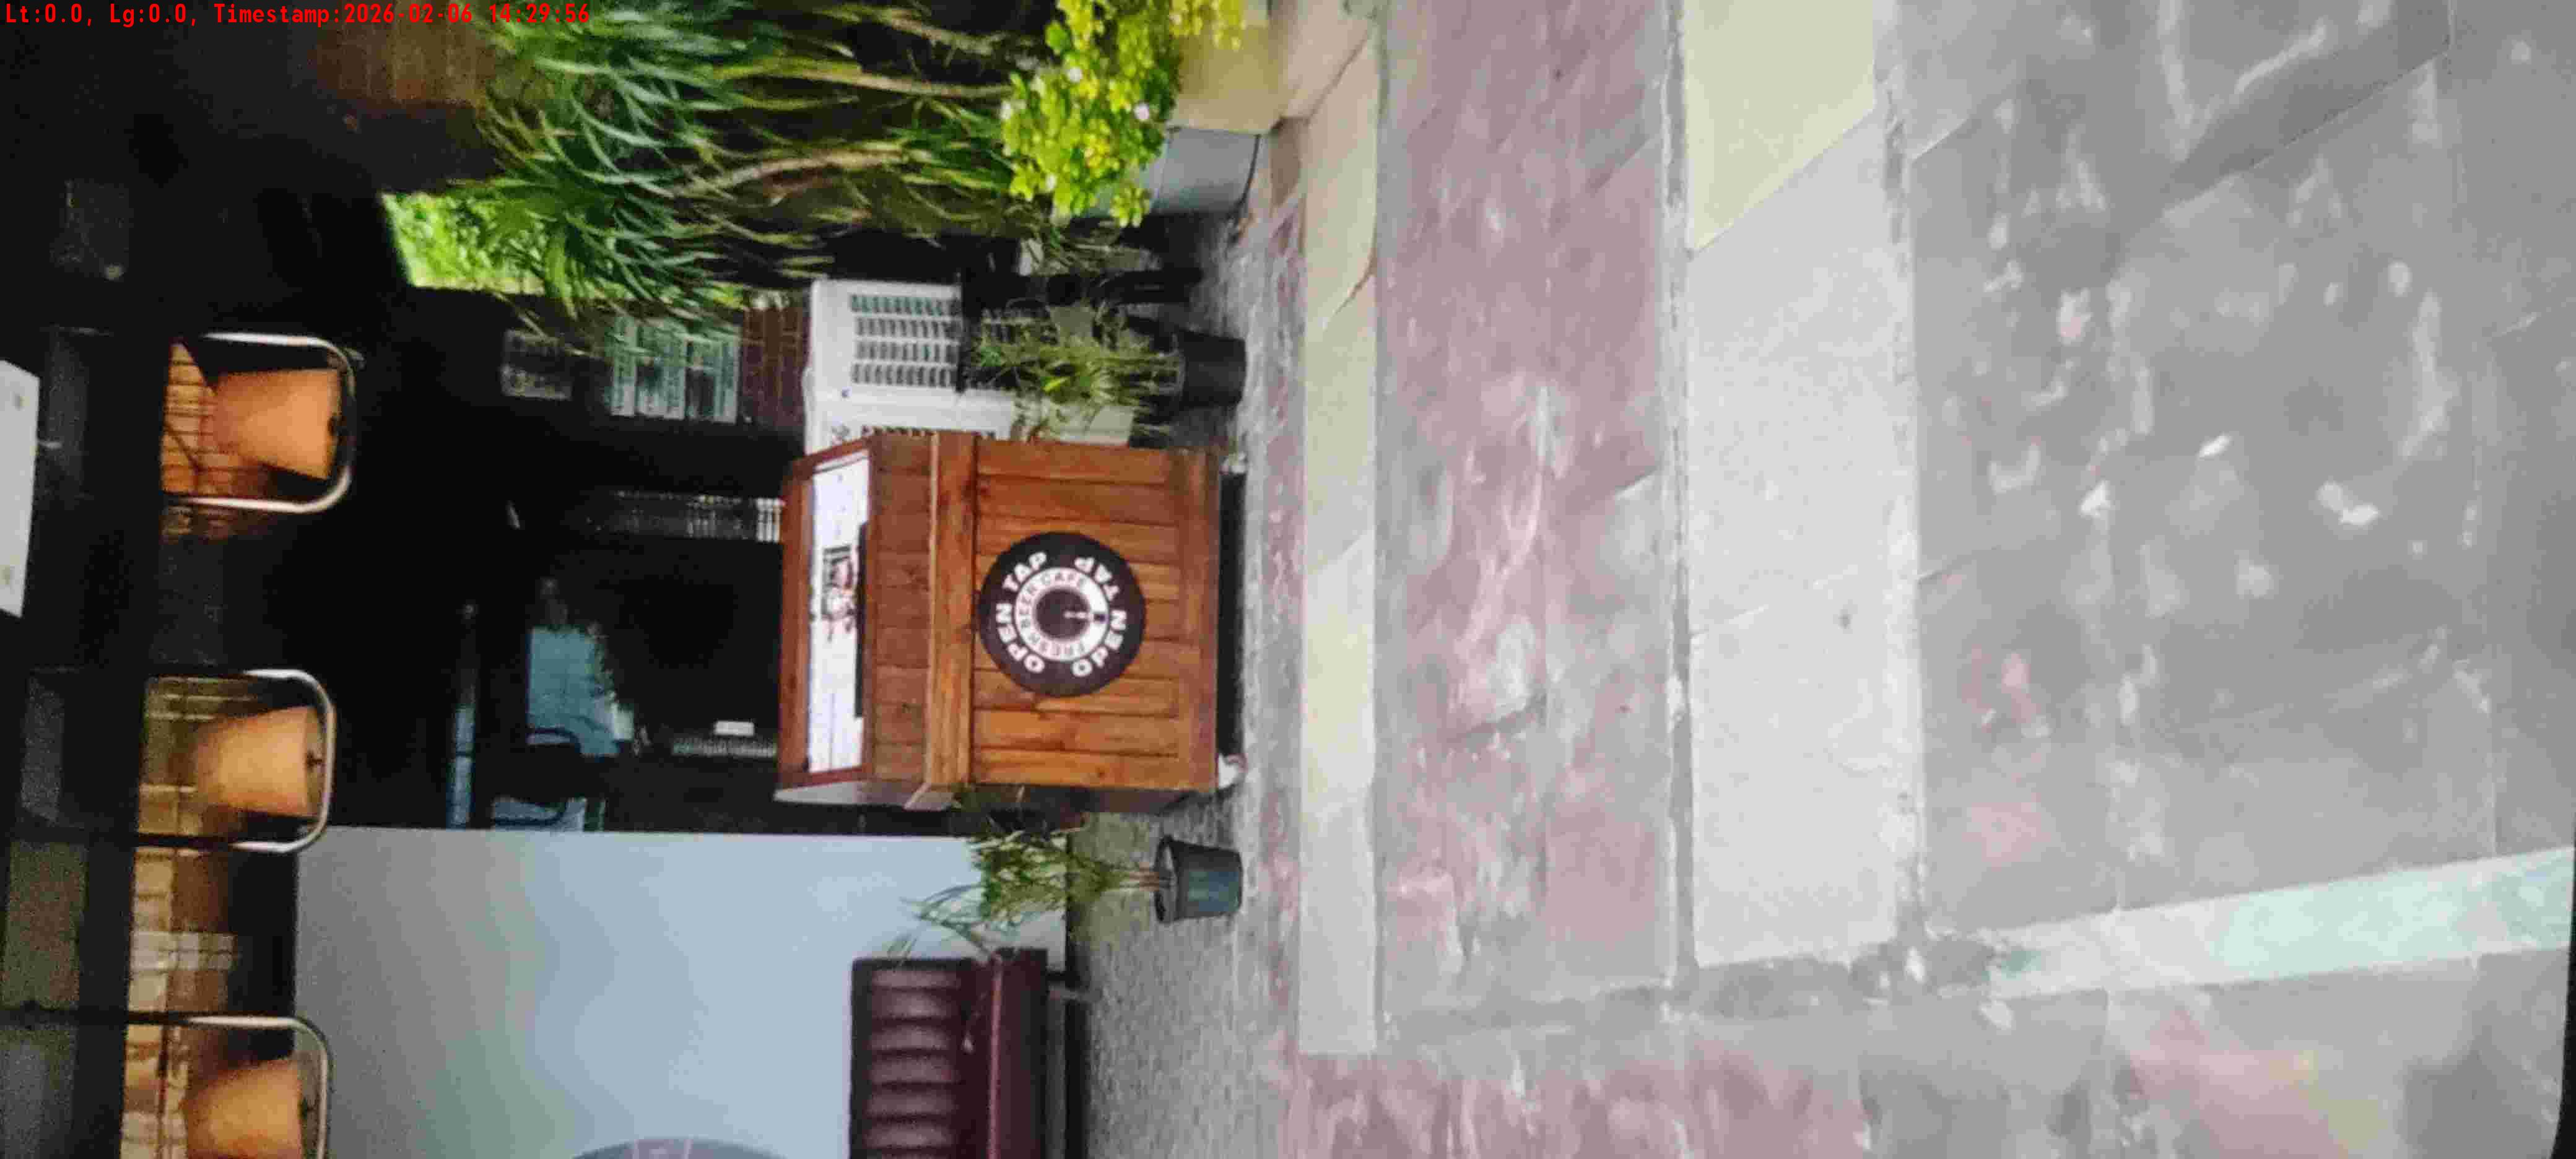 Lt:0.0, Lg:0.0, Timestamp:2026-02-06 14:29:56
OPEN TAP
FRESH BEER CAFE
OPEN TAP